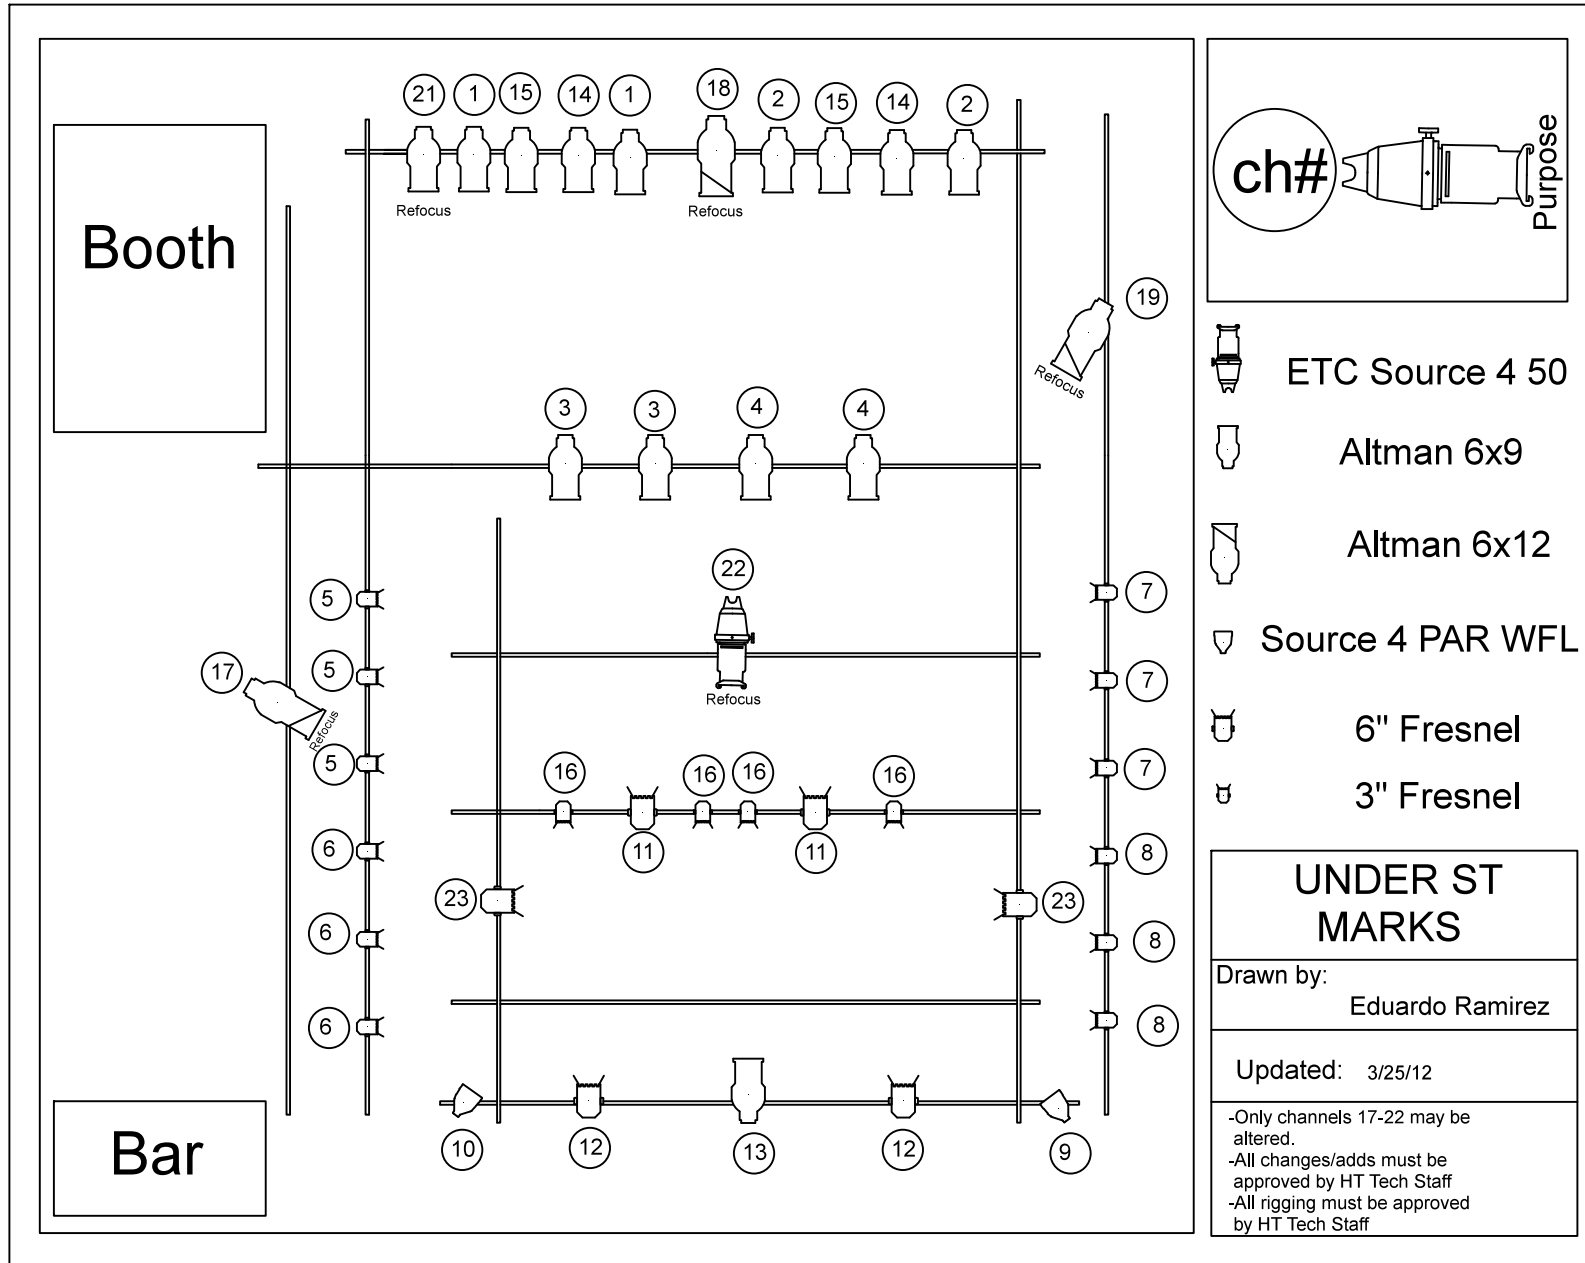 21 1 15 14 1 18 2 15 14 2
Refocus Refocus
Booth
19
Refocus
3 3 4 4
22
Refocus
5 7
17 5 7
Refocus
5 7
16 16 16 16
11 11
6 8
23 23
6 8
6 8
10 12 13 12 9
Bar
ch#
Purpose
ETC Source 4 50
Altman 6x9
Altman 6x12
Source 4 PAR WFL
6" Fresnel
3" Fresnel
UNDER ST
MARKS
Drawn by:
Eduardo Ramirez
Updated: 3/25/12
-Only channels 17-22 may be
altered.
-All changes/adds must be
approved by HT Tech Staff
-All rigging must be approved
by HT Tech Staff